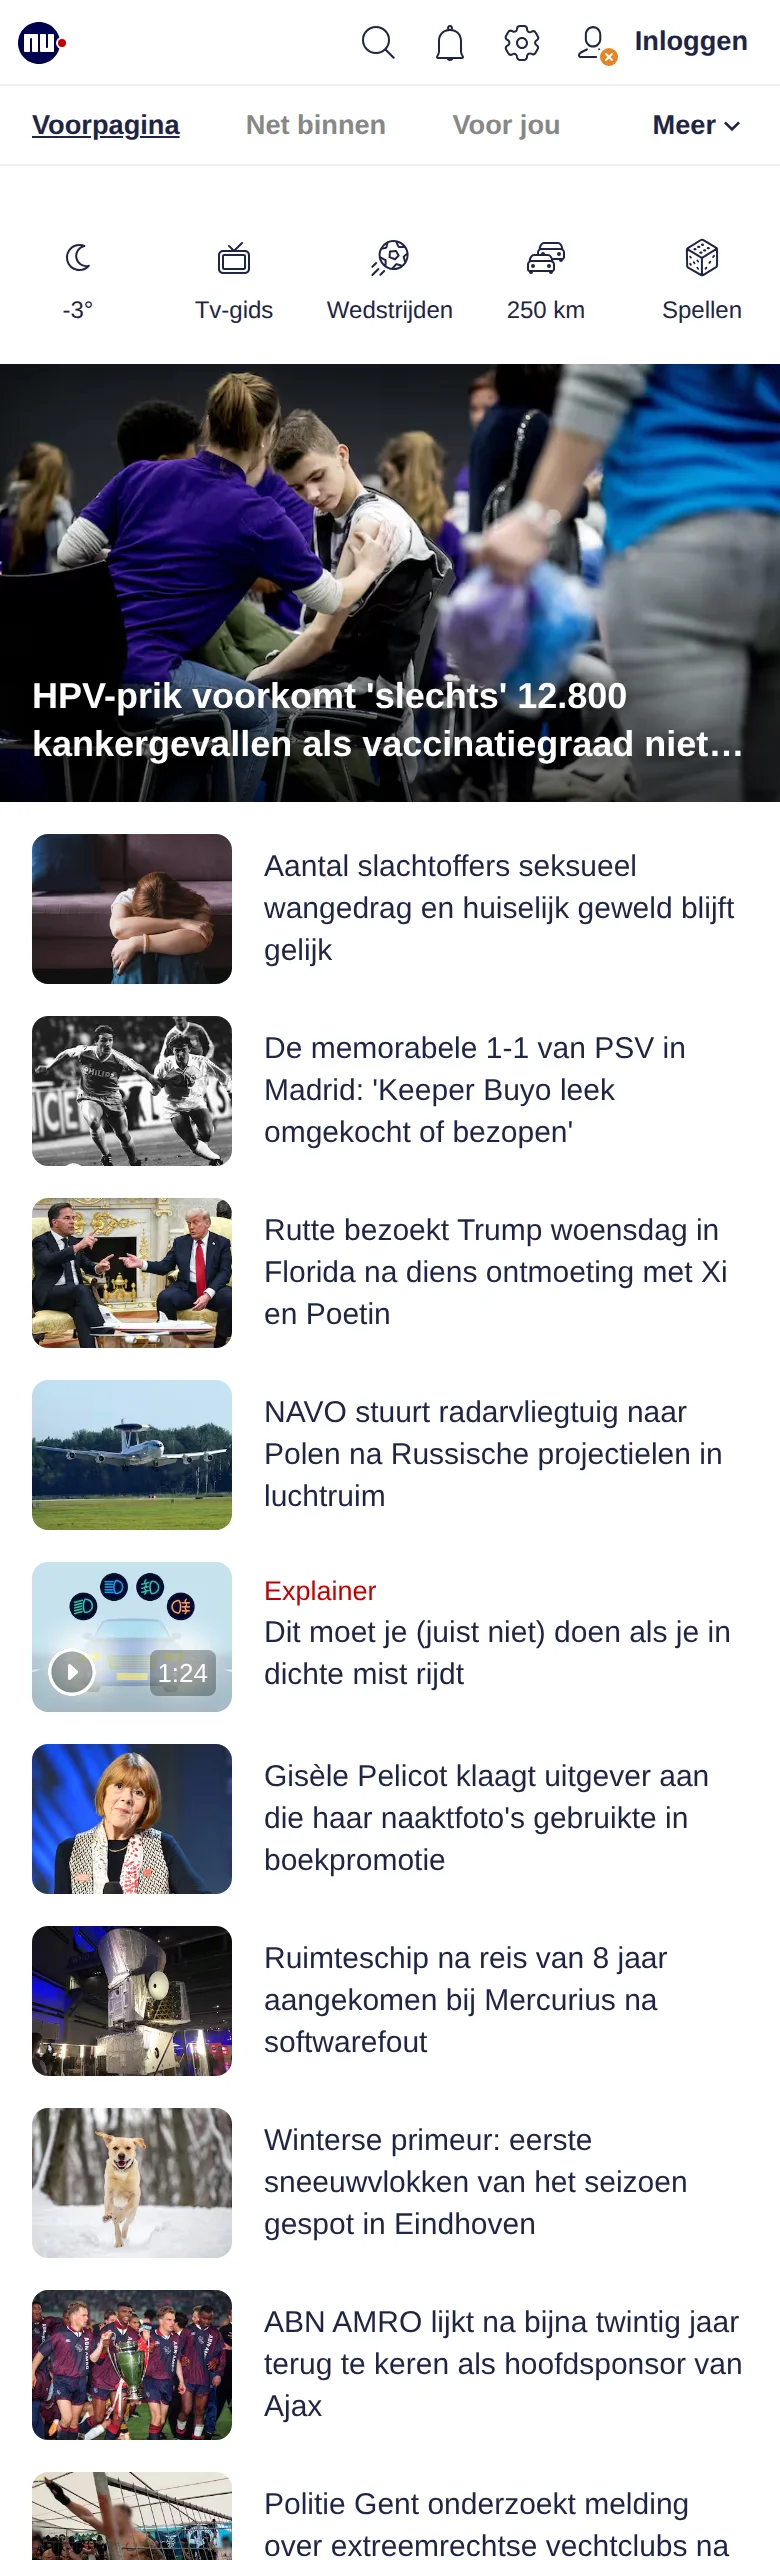 nu
Inloggen
Voorpagina
Net binnen
Voor jou
Meer
-3°
Tv-gids
Wedstrijden
250 km
Spellen
HPV-prik voorkomt 'slechts' 12.800
kankergevallen als vaccinatiegraad niet…
Aantal slachtoffers seksueel
wangedrag en huiselijk geweld blijft
gelijk
PHILIPS
De memorabele 1-1 van PSV in
Madrid: 'Keeper Buyo leek
omgekocht of bezopen'
Rutte bezoekt Trump woensdag in
Florida na diens ontmoeting met Xi
en Poetin
NAVO stuurt radarvliegtuig naar
Polen na Russische projectielen in
luchtruim
1:24
Explainer
Dit moet je (juist niet) doen als je in
dichte mist rijdt
Gisèle Pelicot klaagt uitgever aan
die haar naaktfoto's gebruikte in
boekpromotie
Ruimteschip na reis van 8 jaar
aangekomen bij Mercurius na
softwarefout
Winterse primeur: eerste
sneeuwvlokken van het seizoen
gespot in Eindhoven
ABN AMRO lijkt na bijna twintig jaar
terug te keren als hoofdsponsor van
Ajax
Politie Gent onderzoekt melding
over extreemrechtse vechtclubs na